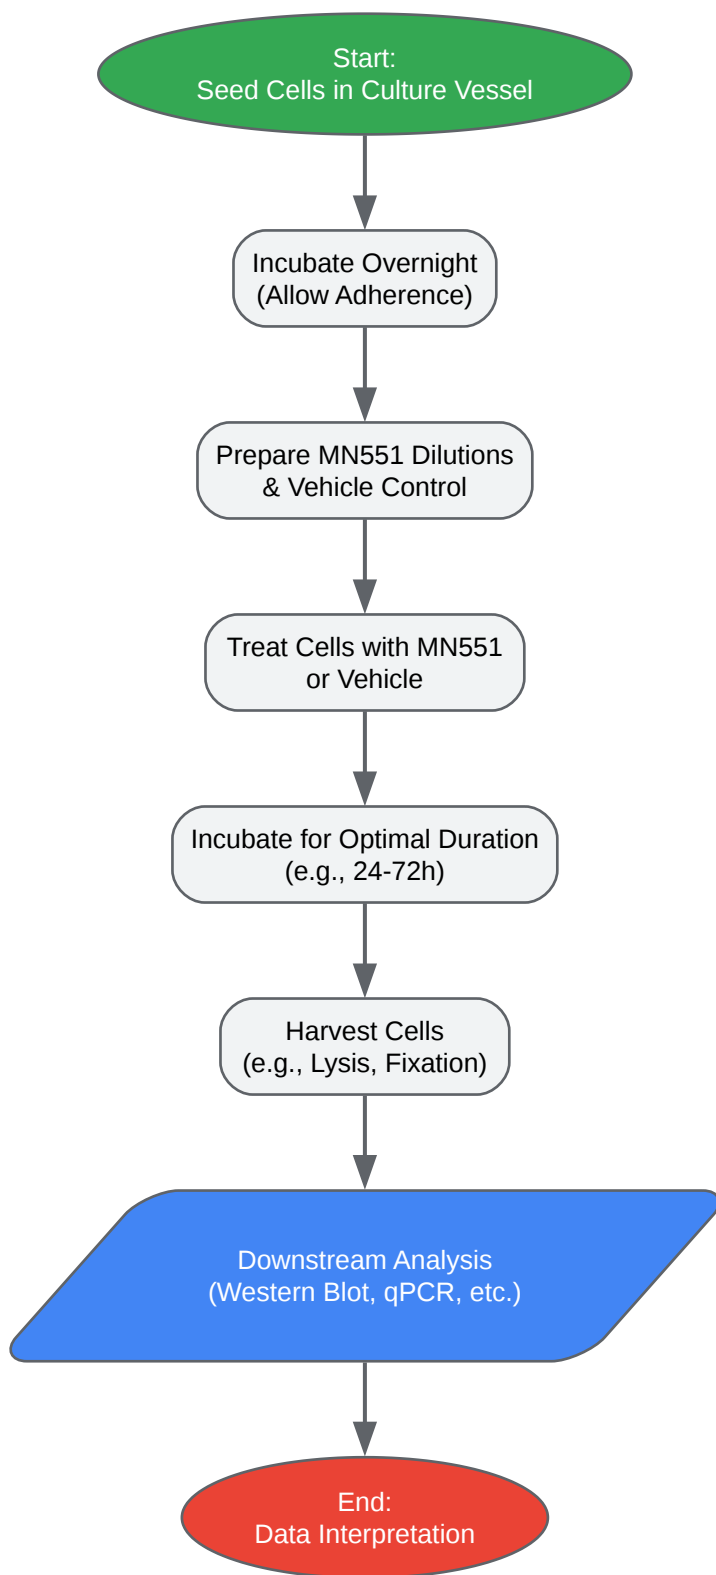 Start:
Seed Cells in Culture Vessel
Incubate Overnight
(Allow Adherence)
Prepare MN551 Dilutions
& Vehicle Control
Treat Cells with MN551
or Vehicle
Incubate for Optimal Duration
(e.g., 24-72h)
Harvest Cells
(e.g., Lysis, Fixation)
Downstream Analysis
(Western Blot, qPCR, etc.)
End:
Data Interpretation